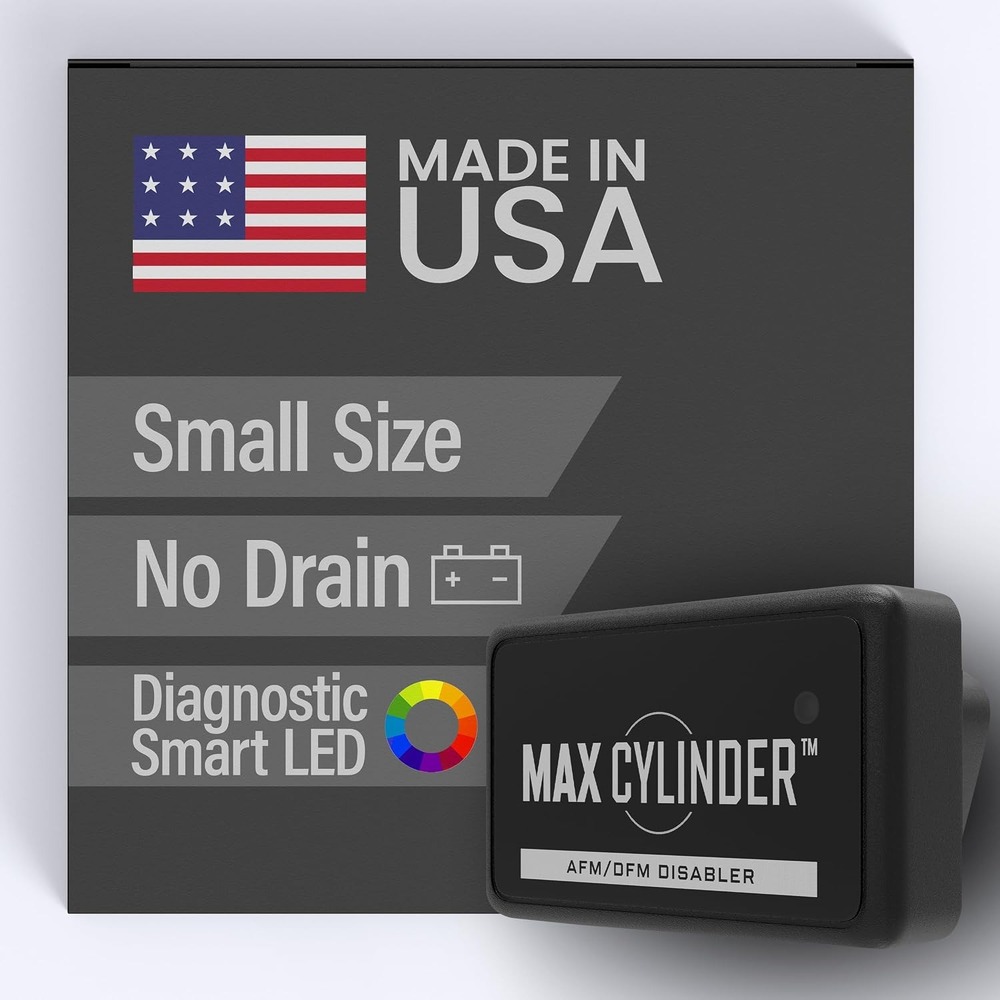 MADE IN
USA
Small Size
No Drain
+ -
Diagnostic
Smart LED
MAX CYLINDER™
AFM/DFM DISABLER